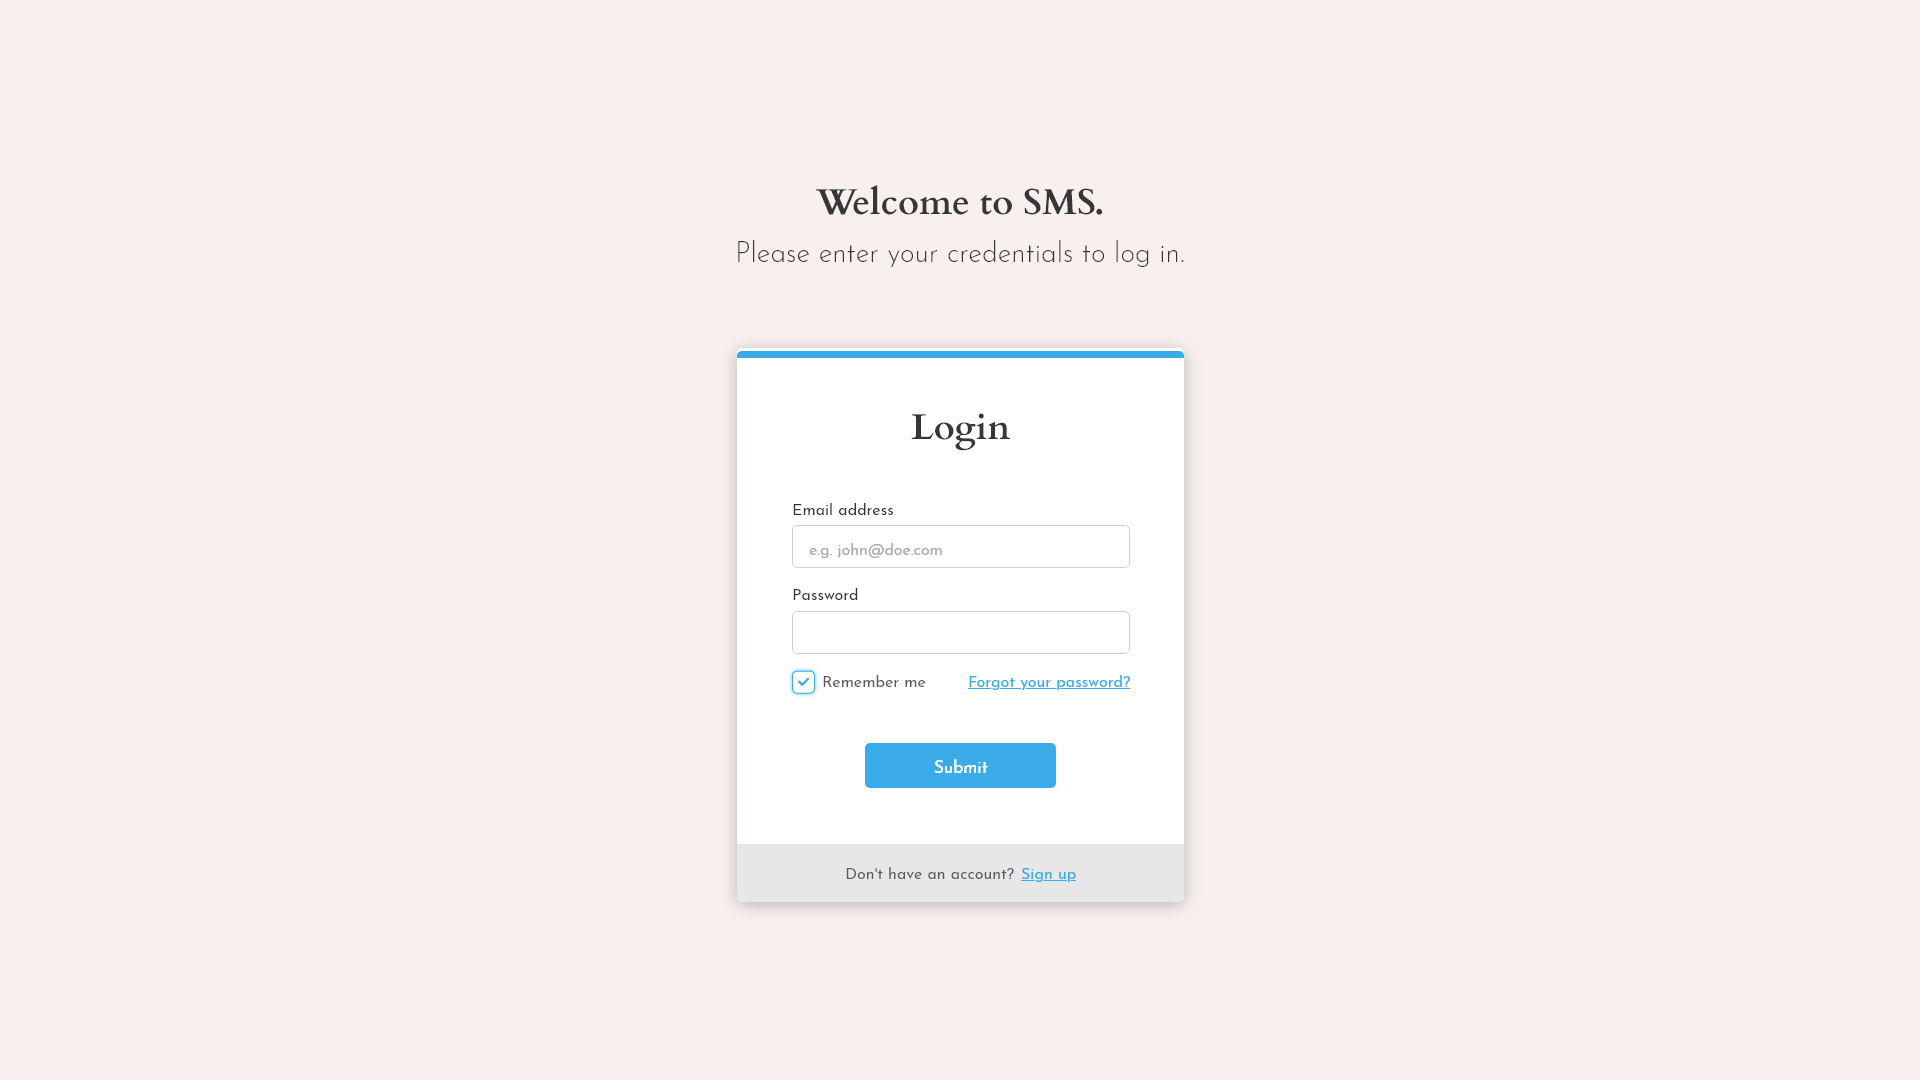 Welcome to SMS.
Please enter your credentials to log in.
Login
Email address
e.g. john@doe.com
Password
Remember me Forgot your password?
Submit
Don't have an account? Sign up